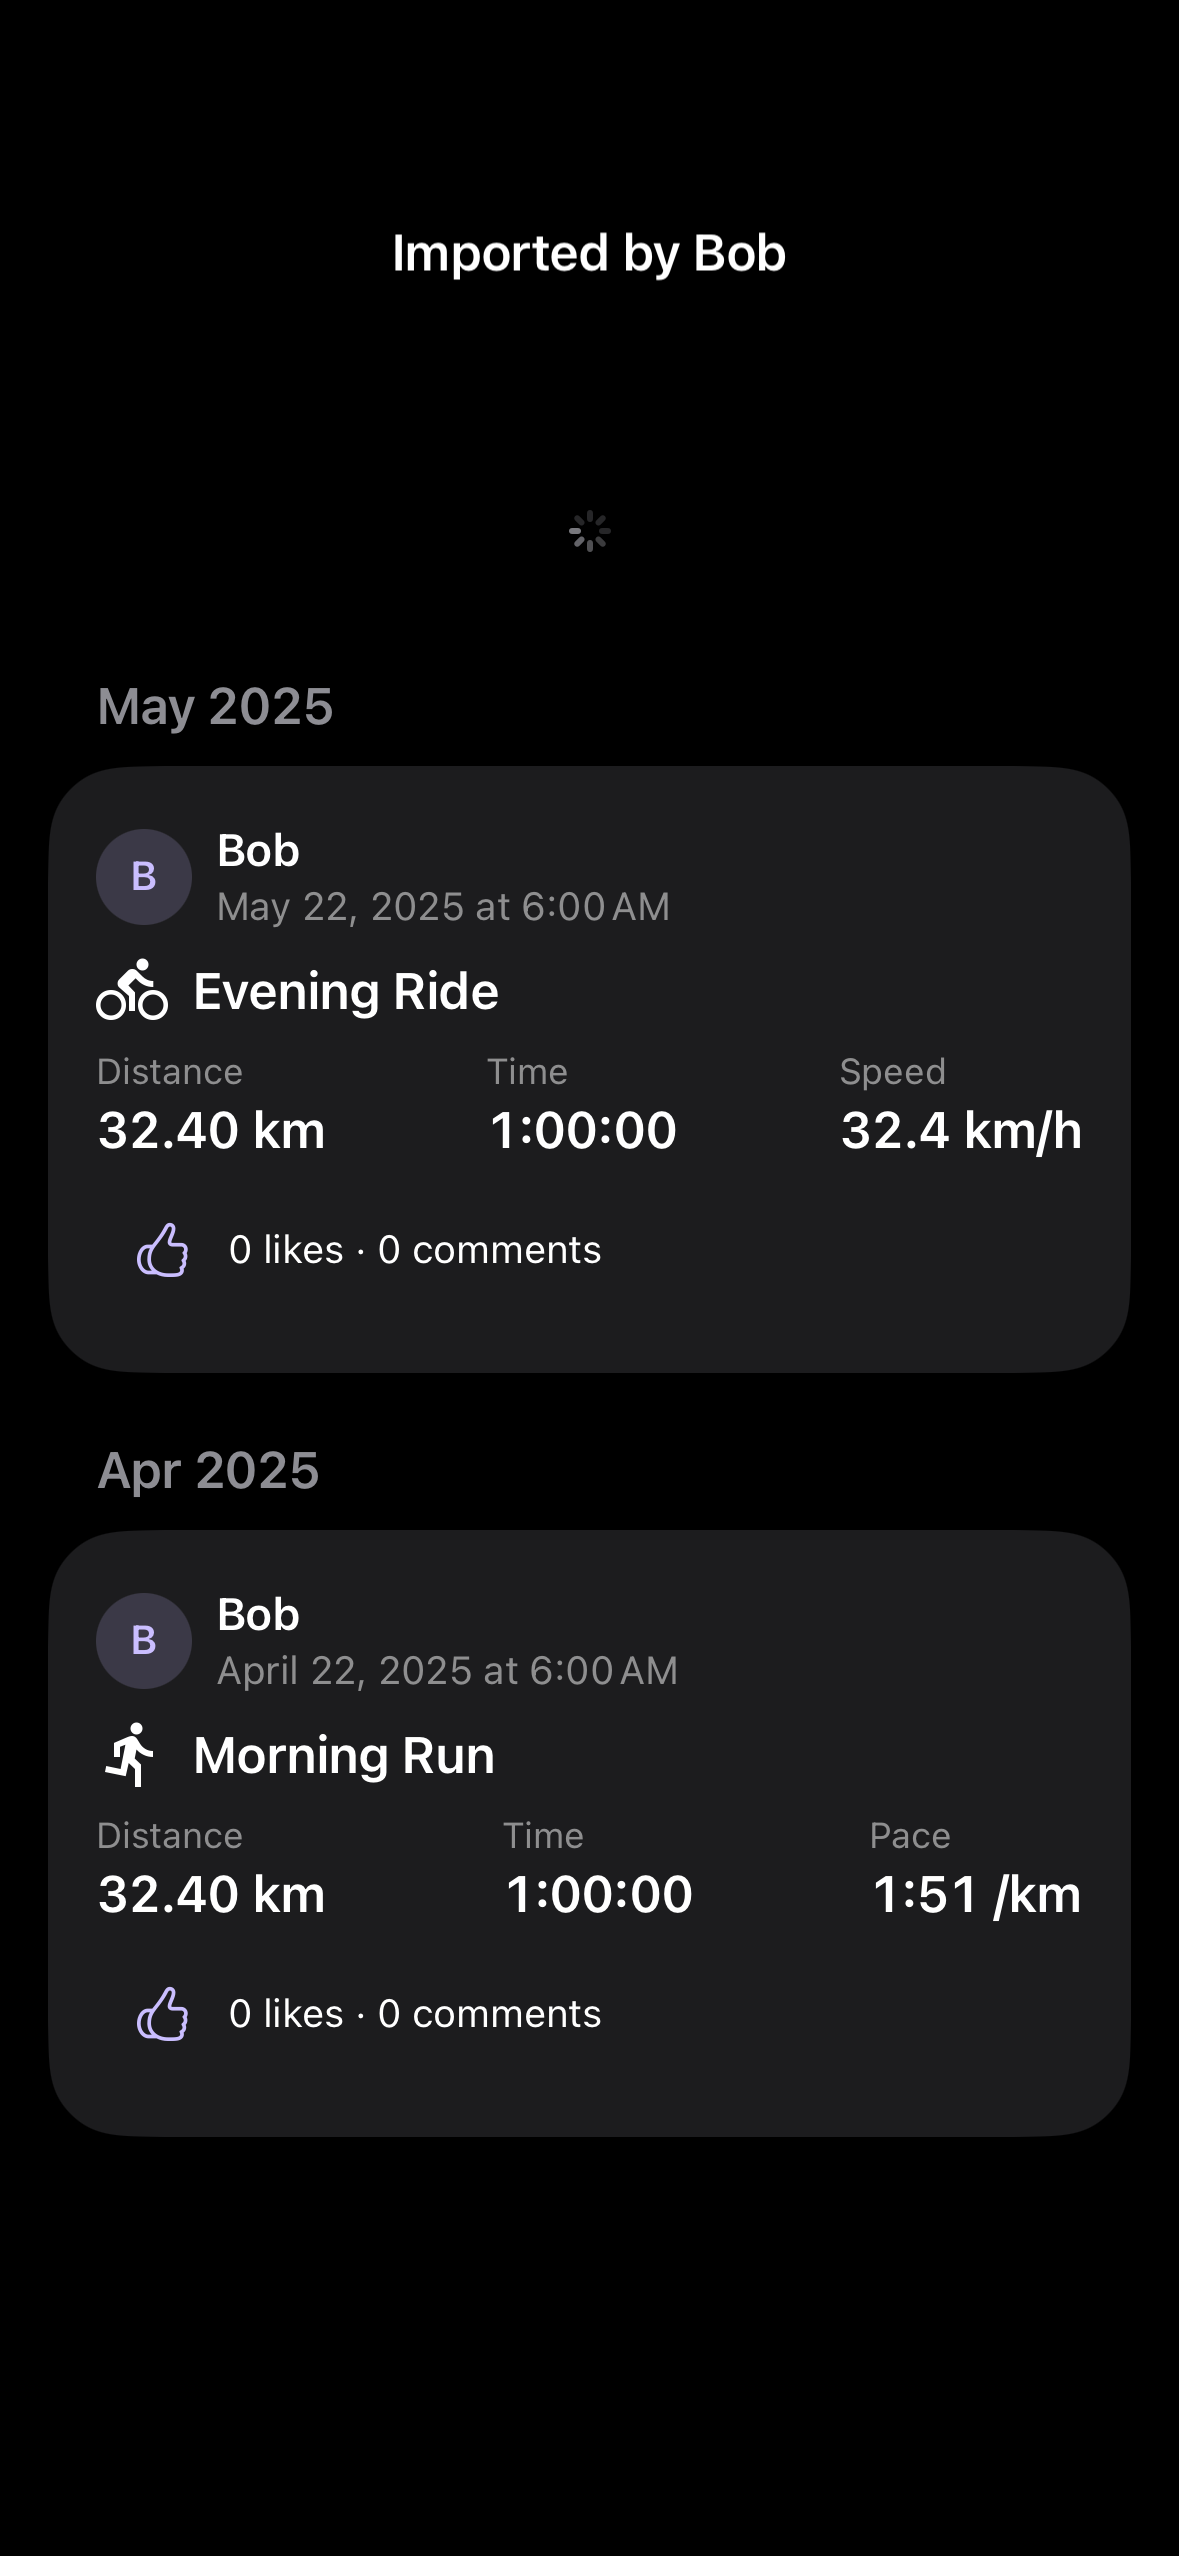 Imported by Bob
May 2025
B
Bob
May 22, 2025 at 6:00 AM
Evening Ride
Distance Time Speed
32.40 km 1:00:00 32.4 km/h
0 likes · 0 comments
Apr 2025
B
Bob
April 22, 2025 at 6:00 AM
Morning Run
Distance Time Pace
32.40 km 1:00:00 1:51 /km
0 likes · 0 comments